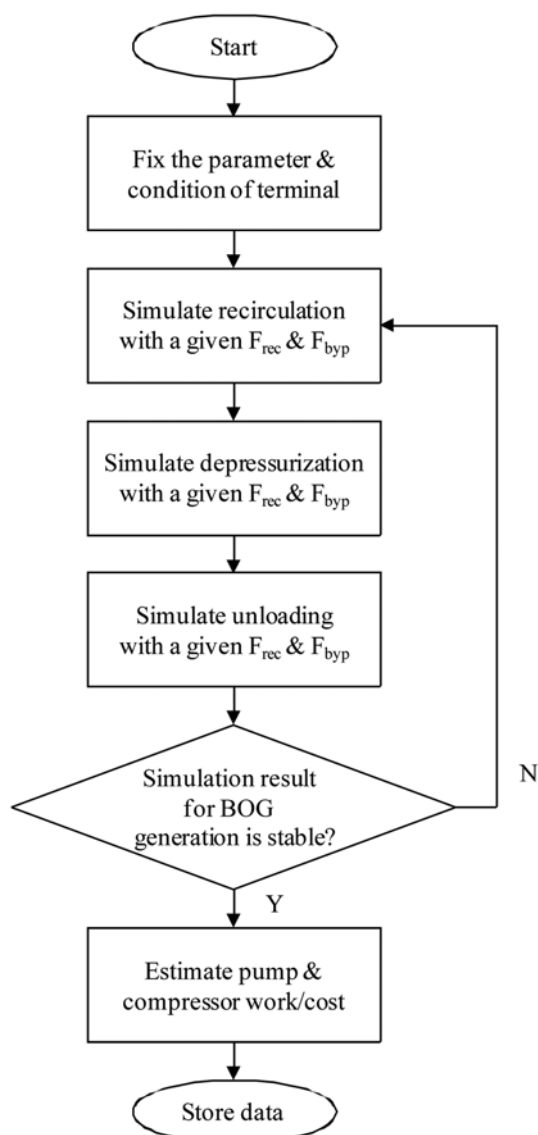 Start
Fix the parameter &
condition of terminal
Simulate recirculation
with a given F_rec & F_byp
Simulate depressurization
with a given F_rec & F_byp
Simulate unloading
with a given F_rec & F_byp
Simulation result
for BOG
generation is stable?
N
Y
Estimate pump &
compressor work/cost
Store data